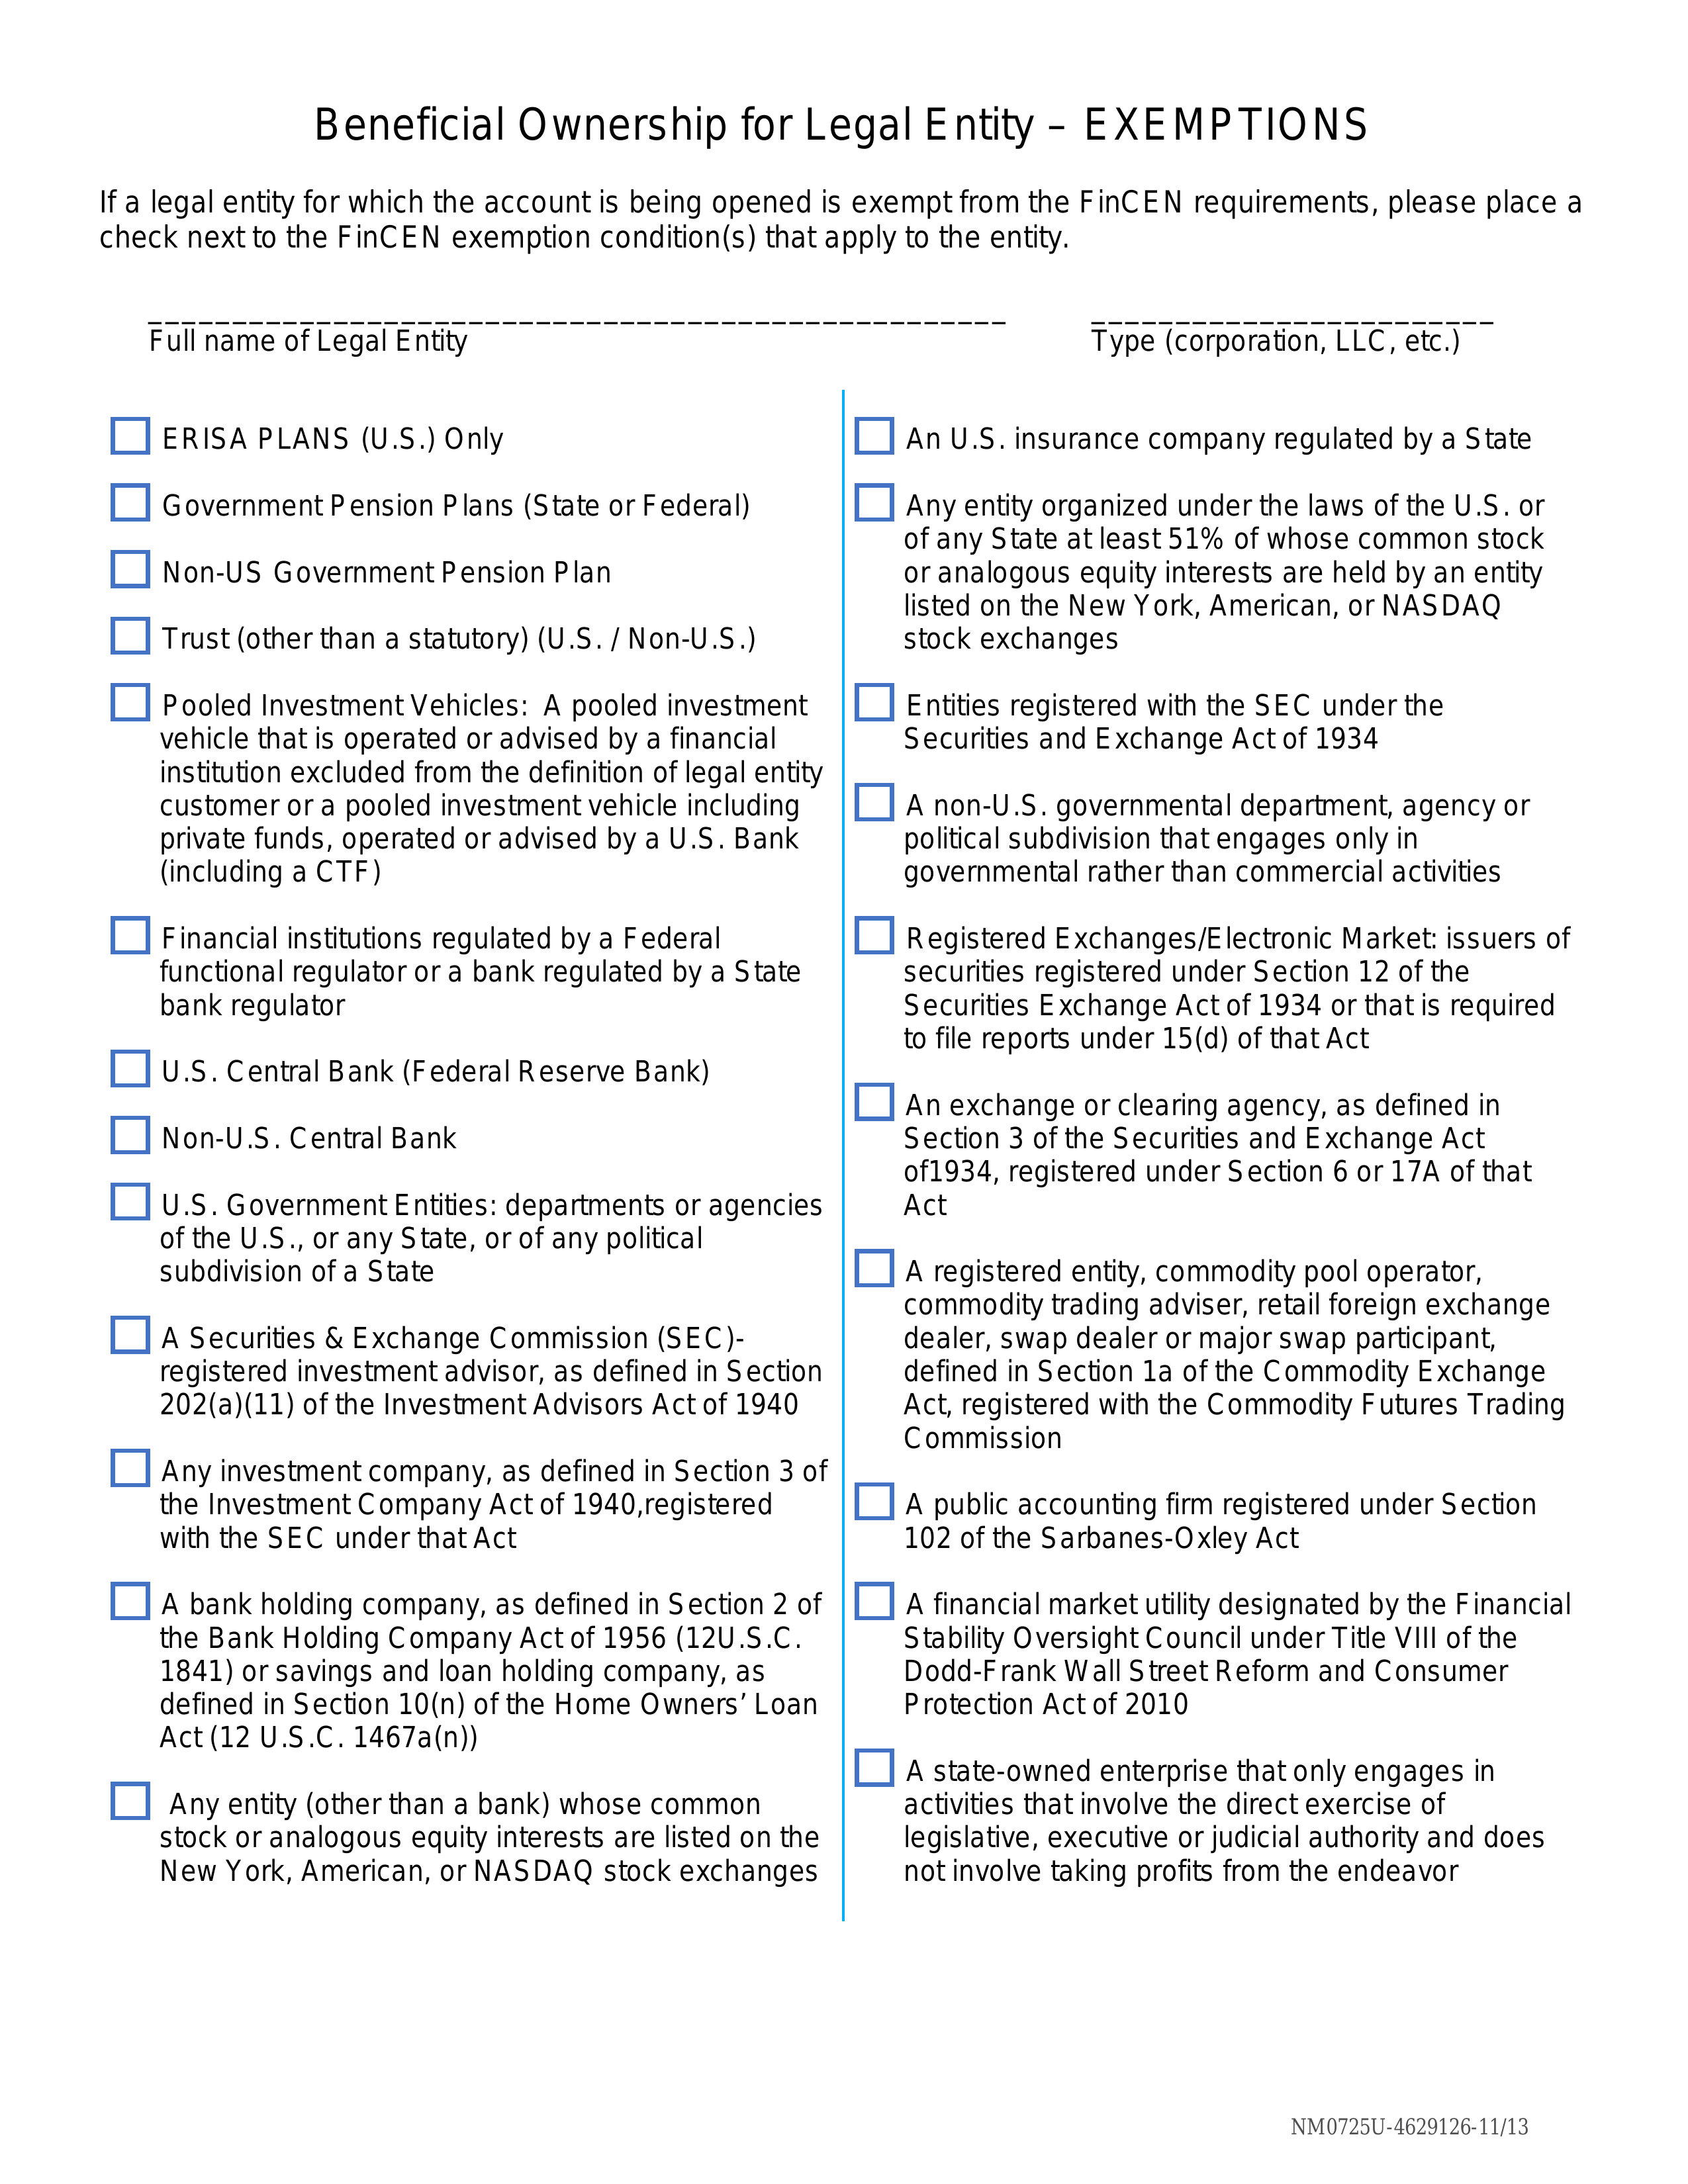 Beneficial Ownership for Legal Entity – EXEMPTIONS
If a legal entity for which the account is being opened is exempt from the FinCEN requirements, please place a
check next to the FinCEN exemption condition(s) that apply to the entity.
Full name of Legal Entity
Type (corporation, LLC, etc.)
ERISA PLANS (U.S.) Only
Government Pension Plans (State or Federal)
Non-US Government Pension Plan
Trust (other than a statutory) (U.S. / Non-U.S.)
Pooled Investment Vehicles:  A pooled investment
vehicle that is operated or advised by a financial
institution excluded from the definition of legal entity
customer or a pooled investment vehicle including
private funds, operated or advised by a U.S. Bank
(including a CTF)
Financial institutions regulated by a Federal
functional regulator or a bank regulated by a State
bank regulator
U.S. Central Bank (Federal Reserve Bank)
Non-U.S. Central Bank
U.S. Government Entities: departments or agencies
of the U.S., or any State, or of any political
subdivision of a State
A Securities & Exchange Commission (SEC)-
registered investment advisor, as defined in Section
202(a)(11) of the Investment Advisors Act of 1940
Any investment company, as defined in Section 3 of
the Investment Company Act of 1940,registered
with the SEC under that Act
A bank holding company, as defined in Section 2 of
the Bank Holding Company Act of 1956 (12U.S.C.
1841) or savings and loan holding company, as
defined in Section 10(n) of the Home Owners’ Loan
Act (12 U.S.C. 1467a(n))
Any entity (other than a bank) whose common
stock or analogous equity interests are listed on the
New York, American, or NASDAQ stock exchanges
An U.S. insurance company regulated by a State
Any entity organized under the laws of the U.S. or
of any State at least 51% of whose common stock
or analogous equity interests are held by an entity
listed on the New York, American, or NASDAQ
stock exchanges
Entities registered with the SEC under the
Securities and Exchange Act of 1934
A non-U.S. governmental department, agency or
political subdivision that engages only in
governmental rather than commercial activities
Registered Exchanges/Electronic Market: issuers of
securities registered under Section 12 of the
Securities Exchange Act of 1934 or that is required
to file reports under 15(d) of that Act
An exchange or clearing agency, as defined in
Section 3 of the Securities and Exchange Act
of1934, registered under Section 6 or 17A of that
Act
A registered entity, commodity pool operator,
commodity trading adviser, retail foreign exchange
dealer, swap dealer or major swap participant,
defined in Section 1a of the Commodity Exchange
Act, registered with the Commodity Futures Trading
Commission
A public accounting firm registered under Section
102 of the Sarbanes-Oxley Act
A financial market utility designated by the Financial
Stability Oversight Council under Title VIII of the
Dodd-Frank Wall Street Reform and Consumer
Protection Act of 2010
A state-owned enterprise that only engages in
activities that involve the direct exercise of
legislative, executive or judicial authority and does
not involve taking profits from the endeavor
NM0725U-4629126-11/13